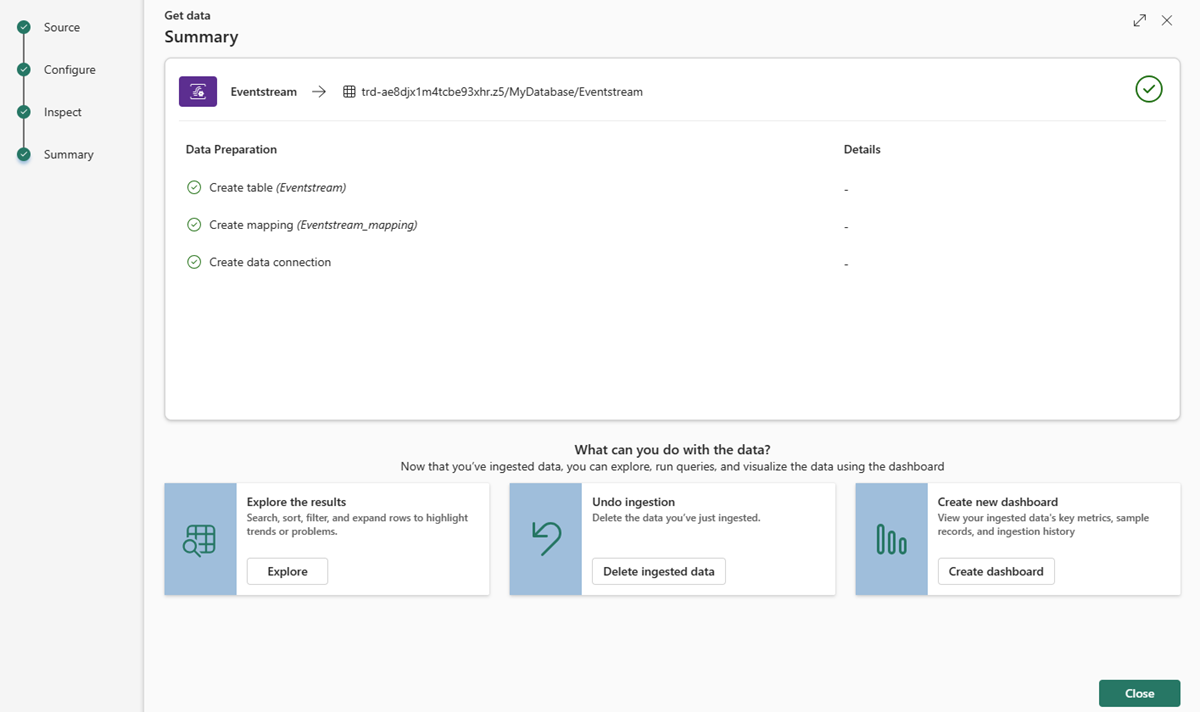 Source
Configure
Inspect
Summary
Get data
Summary
Eventstream
trd-ae8djx1m4tcbe93xhr.z5/MyDatabase/Eventstream
Data Preparation
Details
Create table (Eventstream)
-
Create mapping (Eventstream_mapping)
-
Create data connection
-
What can you do with the data?
Now that you've ingested data, you can explore, run queries, and visualize the data using the dashboard
Explore the results
Search, sort, filter, and expand rows to highlight
trends or problems.
Explore
Undo ingestion
Delete the data you've just ingested.
Delete ingested data
Create new dashboard
View your ingested data's key metrics, sample
records, and ingestion history
Create dashboard
Close